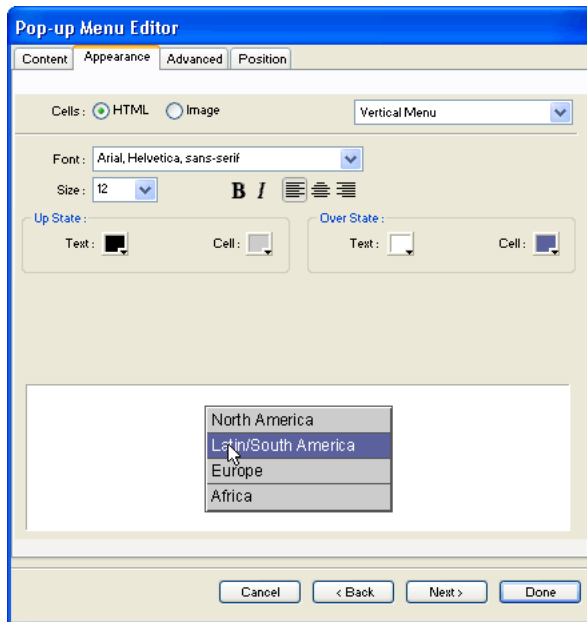 Pop-up Menu Editor
Content Appearance Advanced Position
Cells: HTML Image Vertical Menu
Font: Arial, Helvetica, sans-serif
Size: 12 B I
Up State: Over State:
Text: Cell: Text: Cell:
North America
Latin/South America
Europe
Africa
Cancel < Back Next > Done